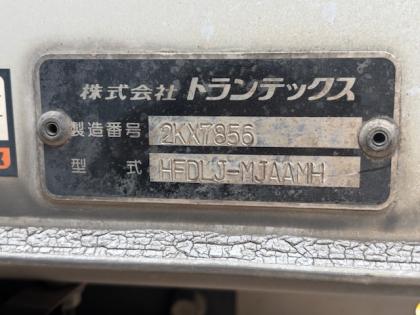 株式会社 トランテックス
製造番号 2KX7856
型式 HFDLJ-MJAAMH